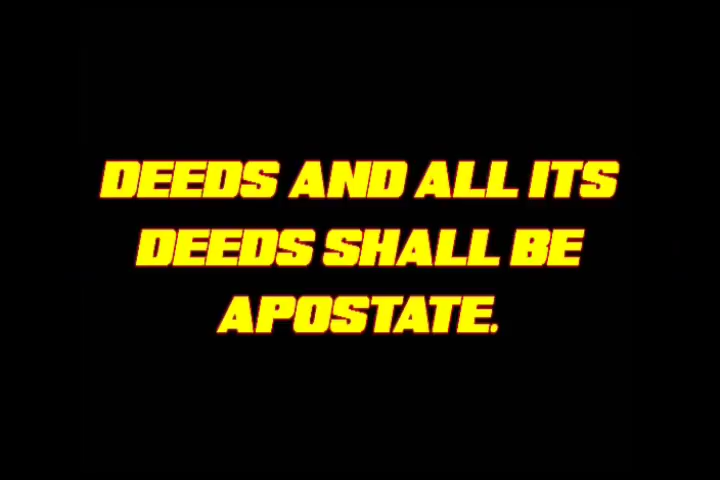 DEEDS AND ALL ITS
DEEDS SHALL BE
APOSTATE.